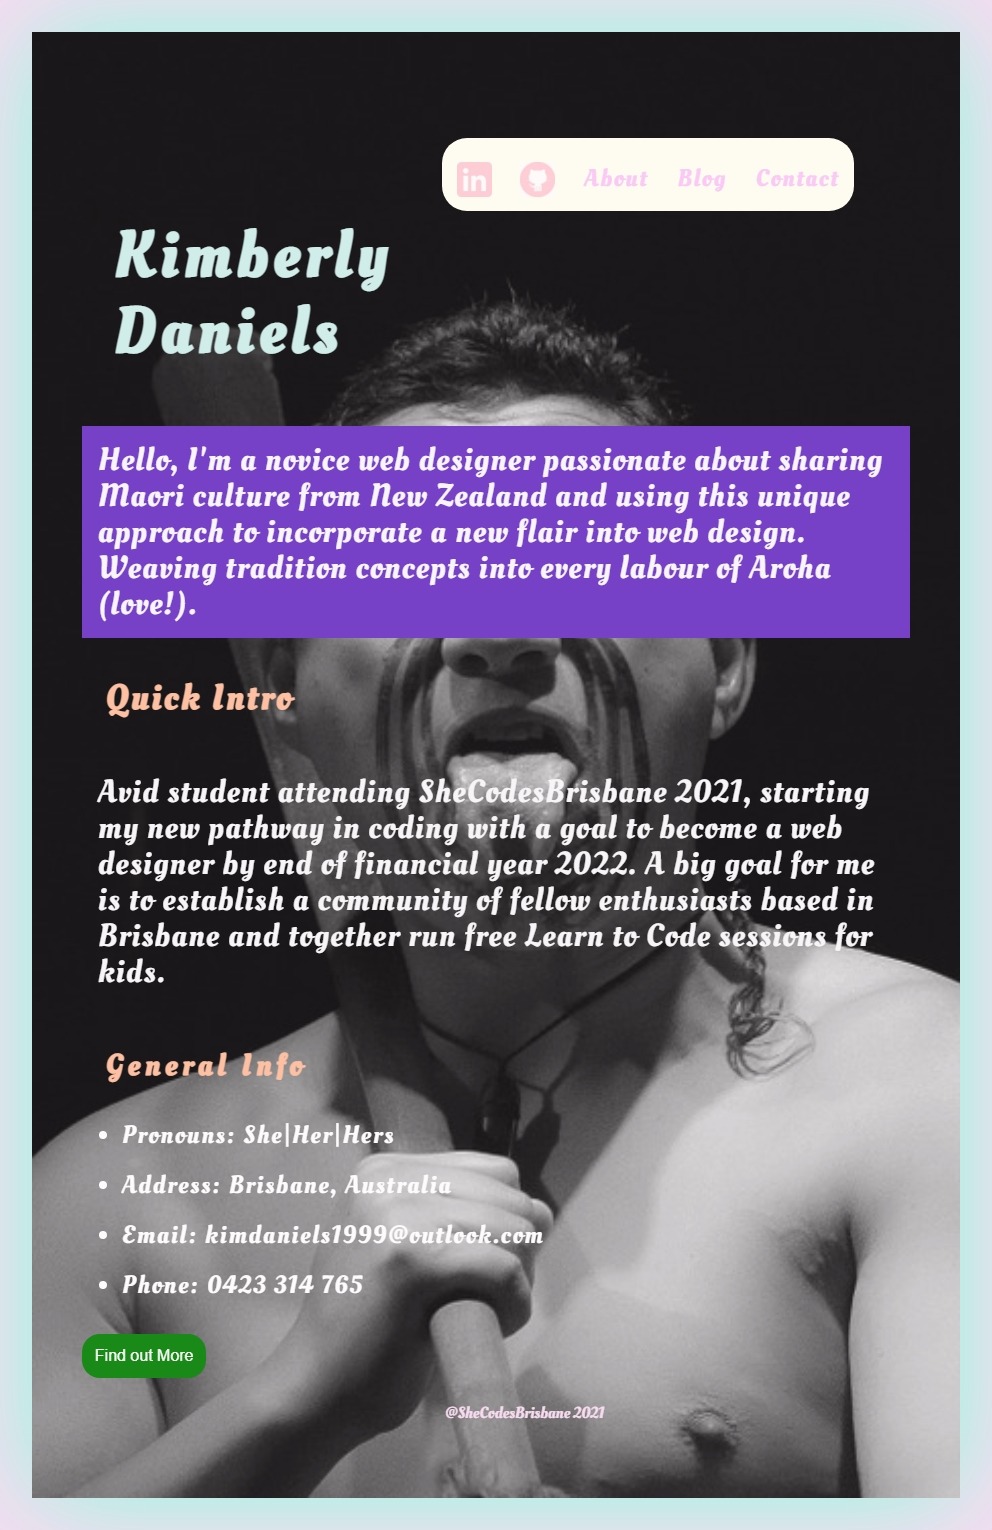 in About Blog Contact
Kimberly
Daniels
Hello, I'm a novice web designer passionate about sharing
Maori culture from New Zealand and using this unique
approach to incorporate a new flair into web design.
Weaving tradition concepts into every labour of Aroha
(love!).
Quick Intro
Avid student attending SheCodesBrisbane 2021, starting
my new pathway in coding with a goal to become a web
designer by end of financial year 2022. A big goal for me
is to establish a community of fellow enthusiasts based in
Brisbane and together run free Learn to Code sessions for
kids.
General Info
• Pronouns: She|Her|Hers
• Address: Brisbane, Australia
• Email: kimdaniels1999@outlook.com
• Phone: 0423 314 765
Find out More
@SheCodesBrisbane 2021